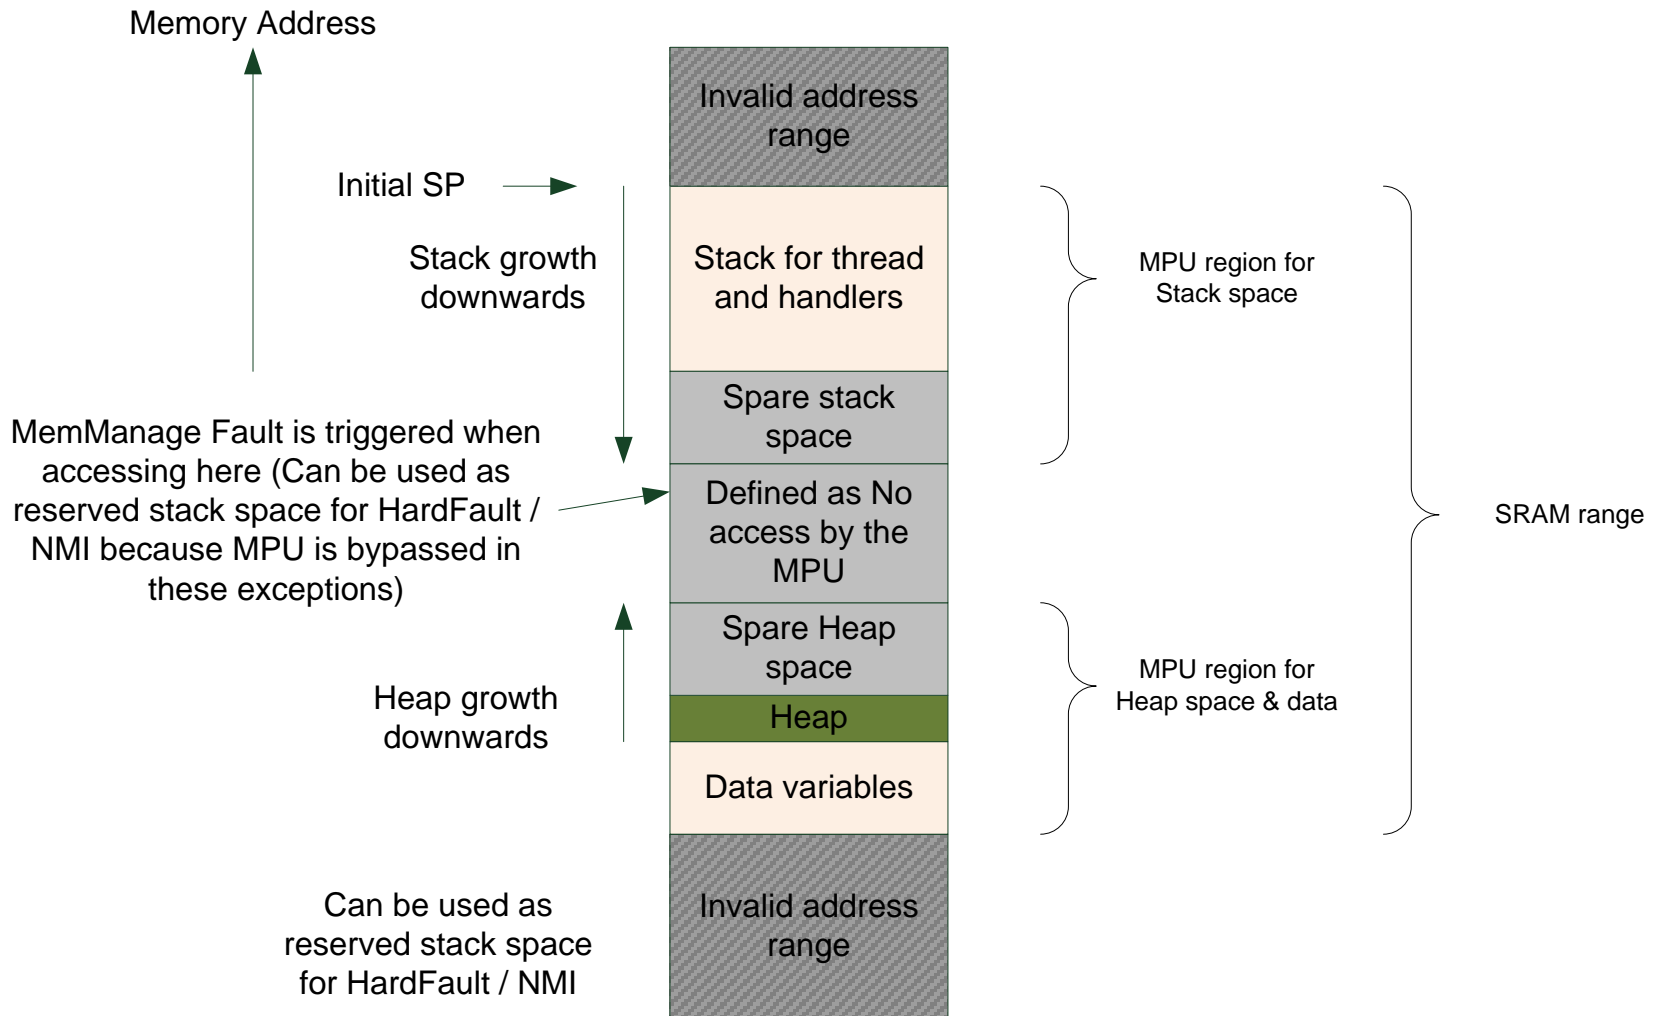 Memory Address
Invalid address
range
Initial SP
Stack growth
downwards
Stack for thread
and handlers
MPU region for
Stack space
Spare stack
space
MemManage Fault is triggered when
accessing here (Can be used as
reserved stack space for HardFault /
NMI because MPU is bypassed in
these exceptions)
Defined as No
access by the
MPU
SRAM range
Spare Heap
space
Heap growth
downwards
Heap
MPU region for
Heap space & data
Data variables
Can be used as
reserved stack space
for HardFault / NMI
Invalid address
range